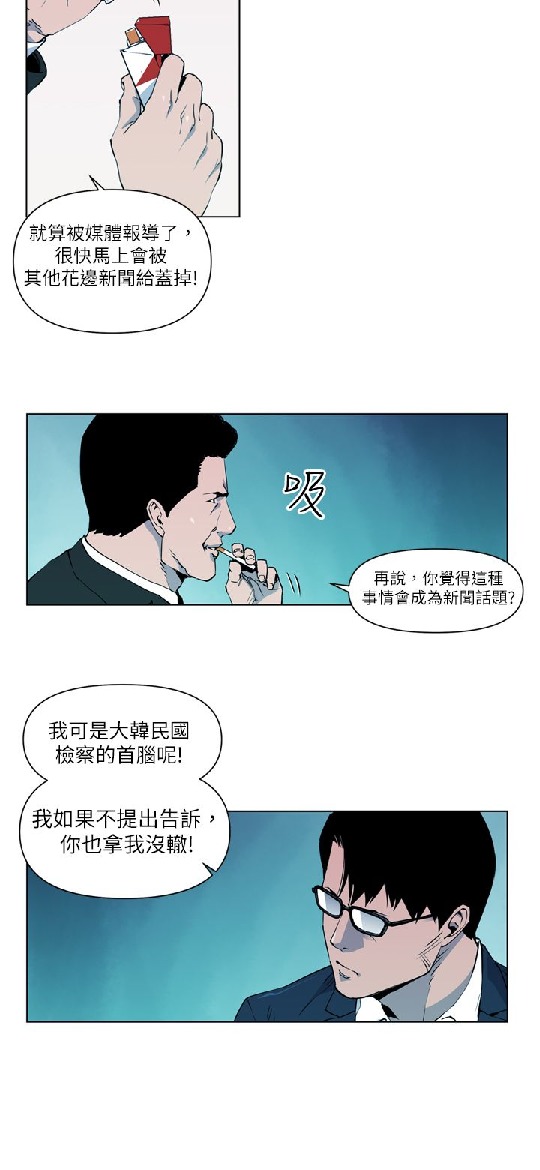 就算被媒體報導了，
很快馬上會被
其他花邊新聞給蓋掉!
吸
再說，你覺得這種
事情會成為新聞話題?
我可是大韓民國
檢察的首腦呢!
我如果不提出告訴，
你也拿我沒轍!